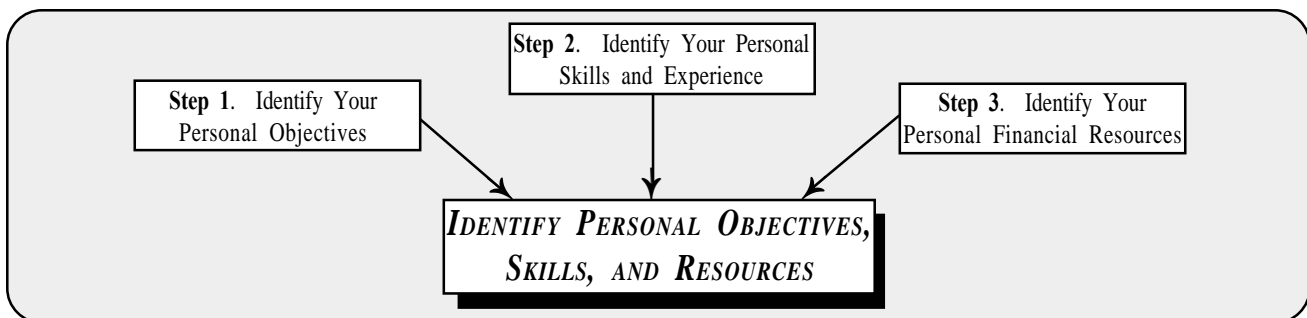 Step 1. Identify Your
Personal Objectives
Step 2. Identify Your Personal
Skills and Experience
Step 3. Identify Your
Personal Financial Resources
IDENTIFY PERSONAL OBJECTIVES,
SKILLS, AND RESOURCES